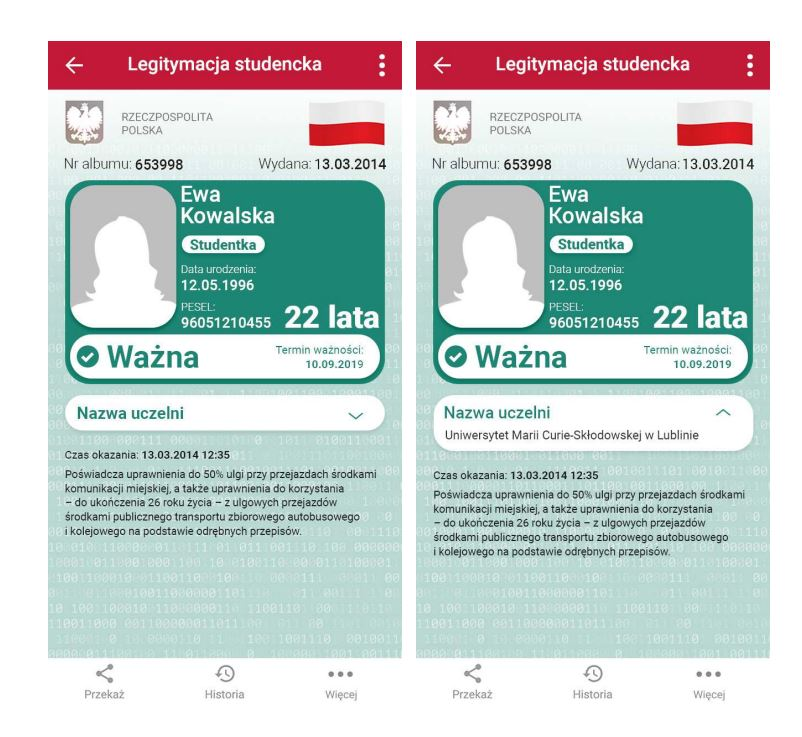 Legitymacja studencka
RZECZPOSPOLITA
POLSKA
Nr albumu: 653998 Wydana: 13.03.2014
Ewa
Kowalska
Studentka
Data urodzenia:
12.05.1996
PESEL:
96051210455 22 lata
Ważna
Termin ważności:
10.09.2019
Nazwa uczelni
Czas okazania: 13.03.2014 12:35
Poświadcza uprawnienia do 50% ulgi przy przejazdach środkami
komunikacji miejskiej, a także uprawnienia do korzystania
– do ukończenia 26 roku życia – z ulgowych przejazdów
środkami publicznego transportu zbiorowego autobusowego
i kolejowego na podstawie odrębnych przepisów.
Przekaż Historia Więcej
Legitymacja studencka
RZECZPOSPOLITA
POLSKA
Nr albumu: 653998 Wydana: 13.03.2014
Ewa
Kowalska
Studentka
Data urodzenia:
12.05.1996
PESEL:
96051210455 22 lata
Ważna
Termin ważności:
10.09.2019
Nazwa uczelni
Uniwersytet Marii Curie-Skłodowskej w Lublinie
Czas okazania: 13.03.2014 12:35
Poświadcza uprawnienia do 50% ulgi przy przejazdach środkami
komunikacji miejskiej, a także uprawnienia do korzystania
– do ukończenia 26 roku życia – z ulgowych przejazdów
środkami publicznego transportu zbiorowego autobusowego
i kolejowego na podstawie odrębnych przepisów.
Przekaż Historia Więcej